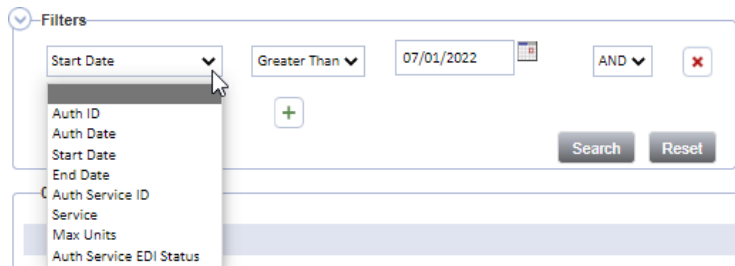 Filters
Start Date Greater Than 07/01/2022 AND
Auth ID
Auth Date
Start Date
End Date
Auth Service ID
Service
Max Units
Auth Service EDI Status
Search Reset